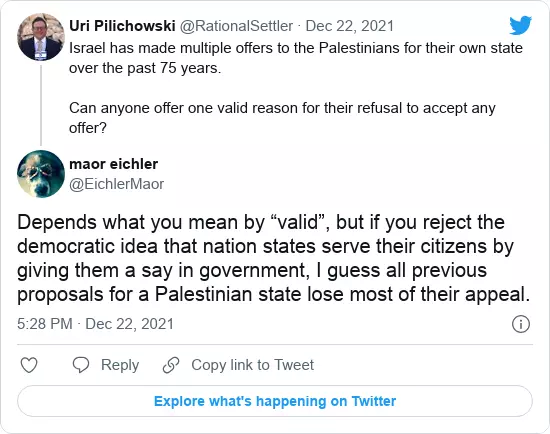 Uri Pilichowski @RationalSettler · Dec 22, 2021
Israel has made multiple offers to the Palestinians for their own state
over the past 75 years.
Can anyone offer one valid reason for their refusal to accept any
offer?
maor eichler
@EichlerMaor
Depends what you mean by “valid”, but if you reject the
democratic idea that nation states serve their citizens by
giving them a say in government, I guess all previous
proposals for a Palestinian state lose most of their appeal.
5:28 PM · Dec 22, 2021
Reply Copy link to Tweet
Explore what's happening on Twitter